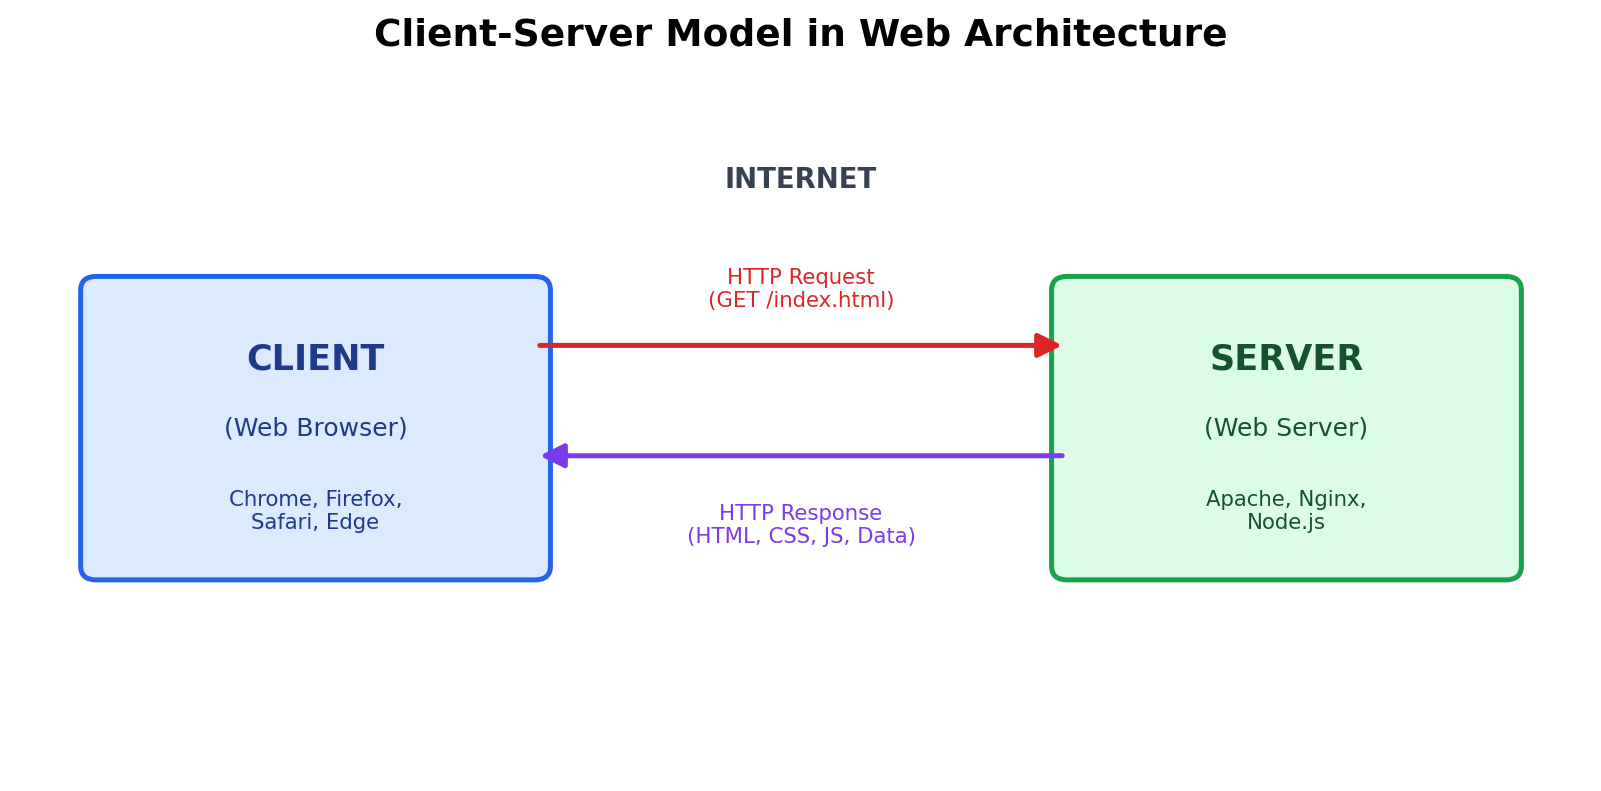 Client-Server Model in Web Architecture
INTERNET
HTTP Request
(GET /index.html)
CLIENT
(Web Browser)
Chrome, Firefox,
Safari, Edge
SERVER
(Web Server)
Apache, Nginx,
Node.js
HTTP Response
(HTML, CSS, JS, Data)